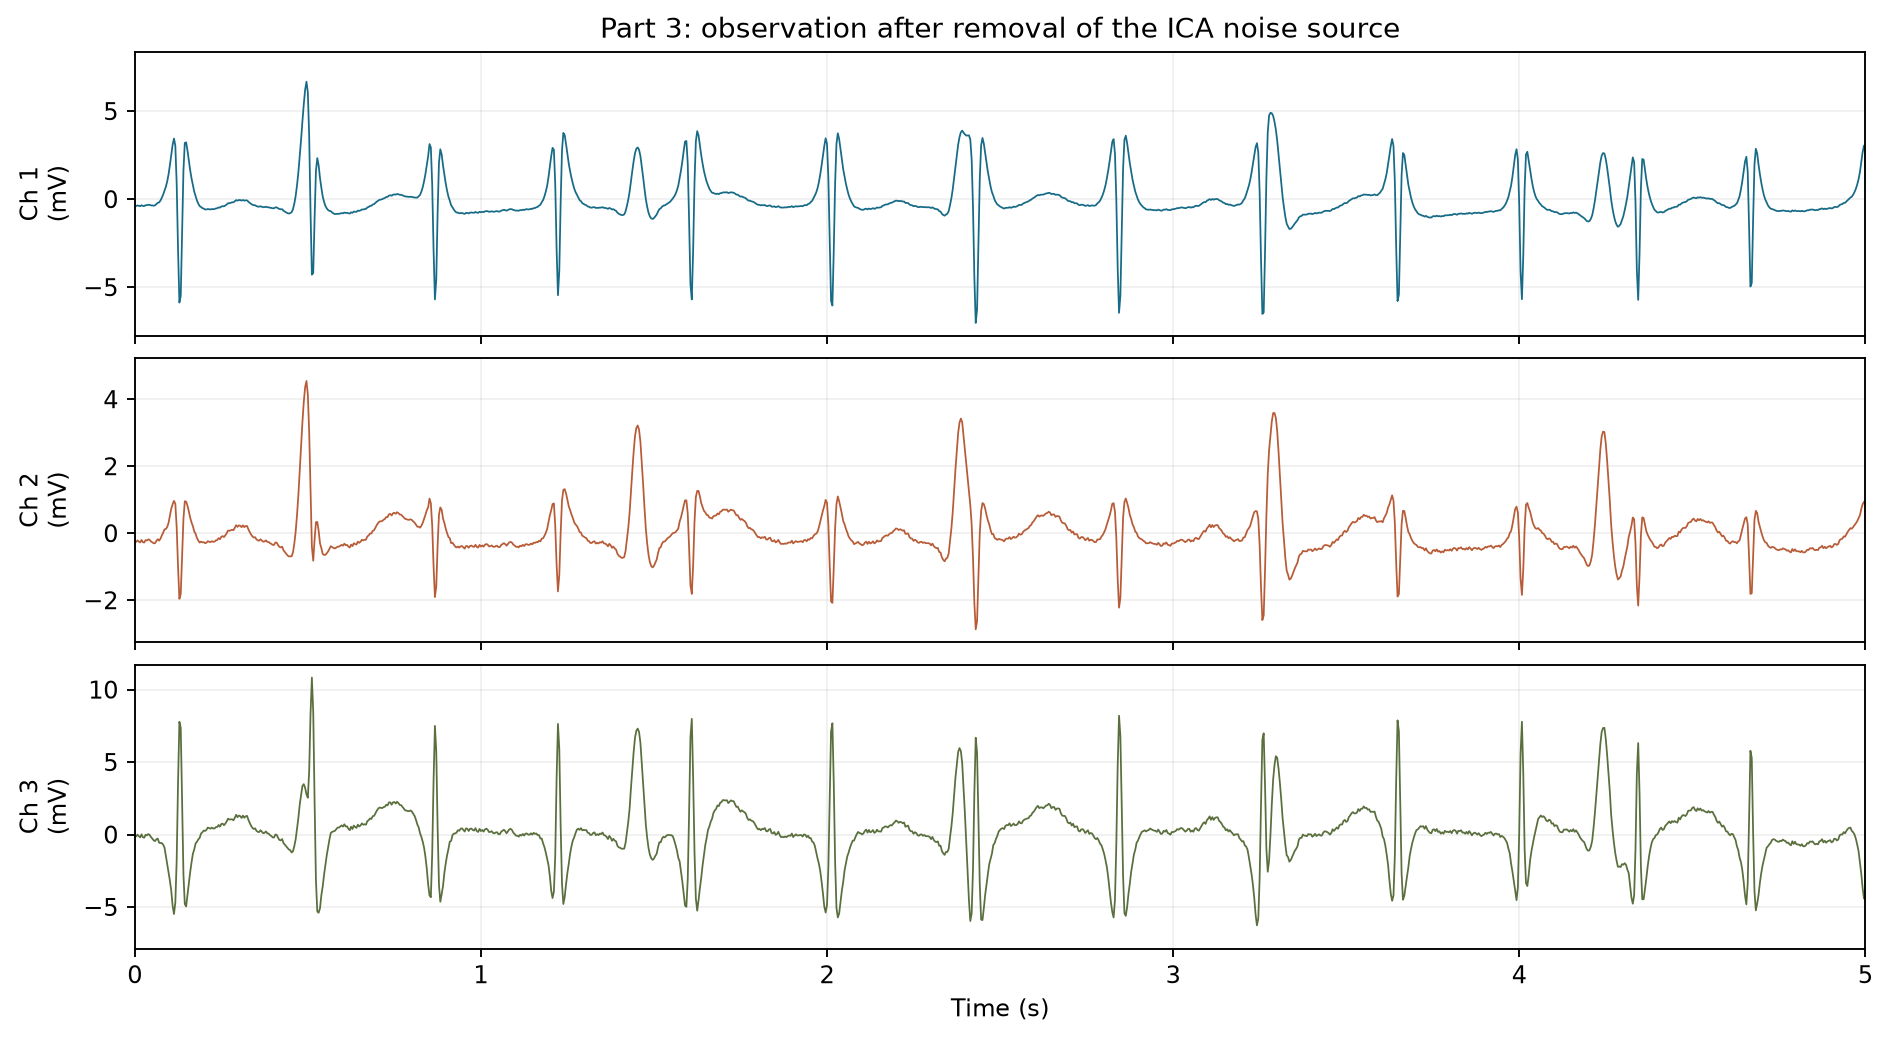 Part 3: observation after removal of the ICA noise source
Ch 1
(mV)
5
0
−5
Ch 2
(mV)
4
2
0
−2
Ch 3
(mV)
10
5
0
−5
0 1 2 3 4 5
Time (s)